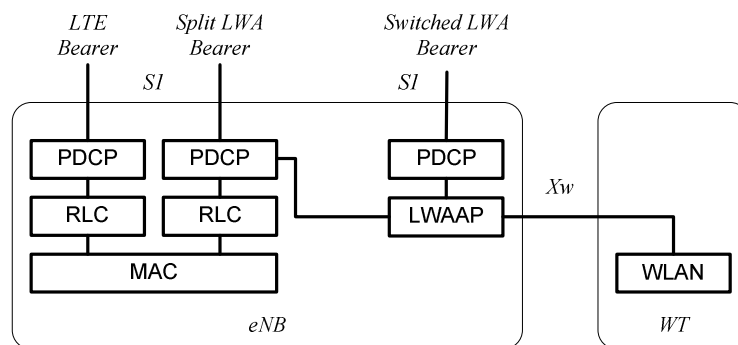 LTE
Bearer
Split LWA
Bearer
Switched LWA
Bearer
S1
S1
PDCP
PDCP
PDCP
Xw
RLC
RLC
LWAAP
MAC
WLAN
eNB
WT